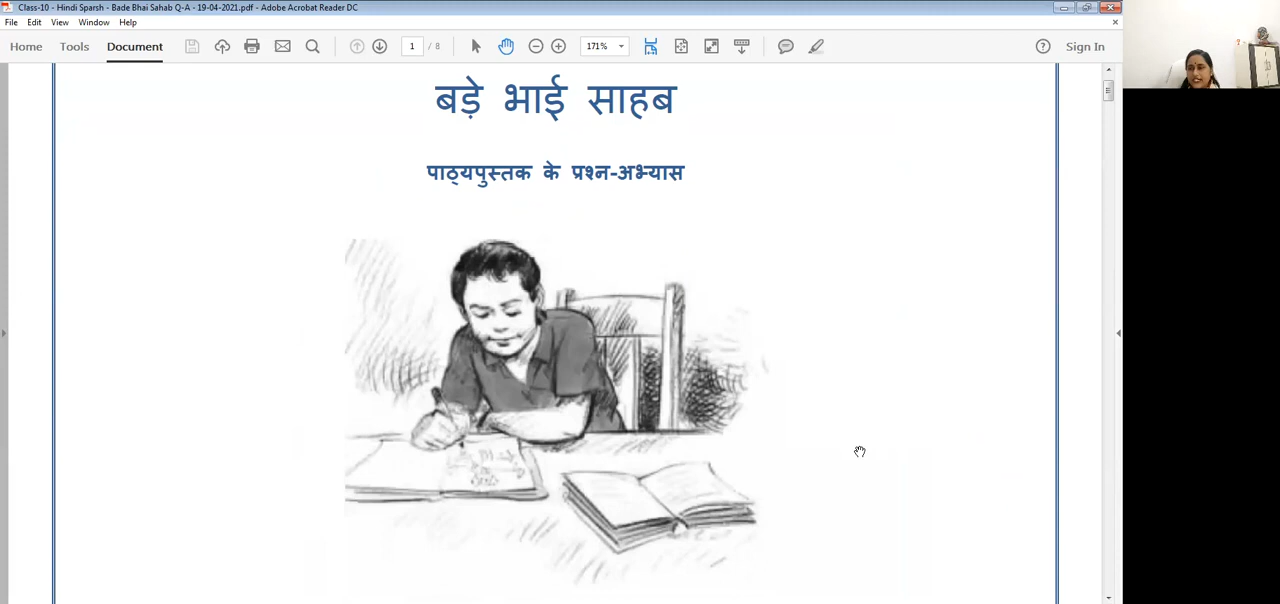 Class-10 - Hindi Sparsh - Bade Bhai Sahab Q-A - 19-04-2021.pdf - Adobe Acrobat Reader DC
File Edit View Window Help
Home Tools Document 1 / 8 171% Sign In
बड़े भाई साहब
पाठ्यपुस्तक के प्रश्न-अभ्यास